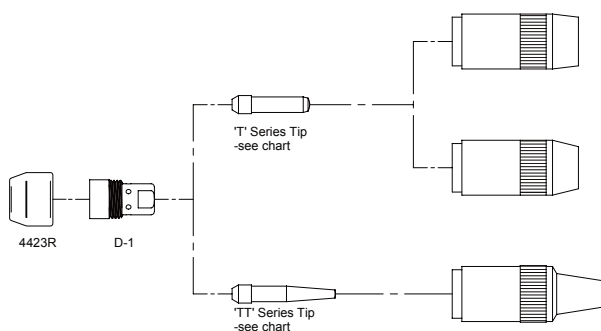 'T' Series Tip
-see chart
4423R
D-1
'TT' Series Tip
-see chart